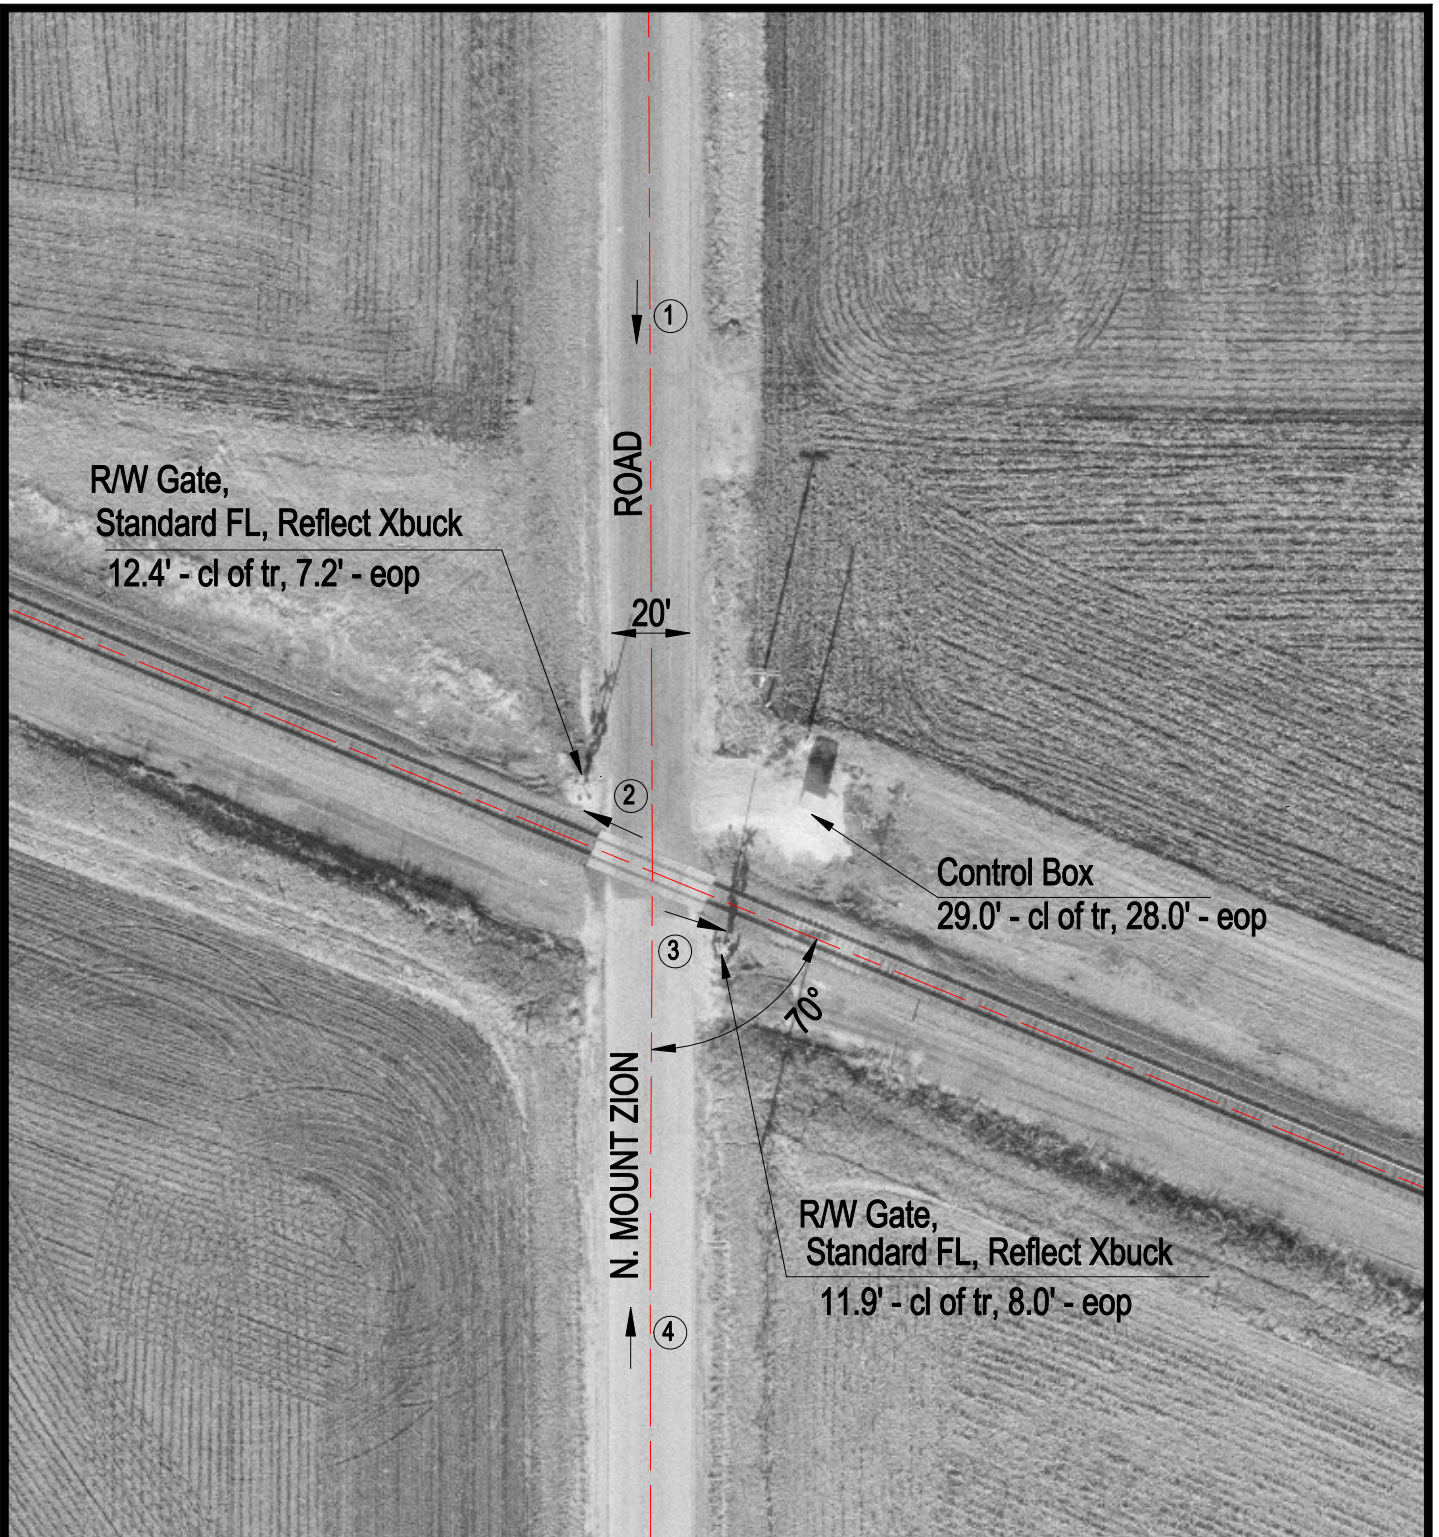 1
ROAD
R/W Gate,
Standard FL, Reflect Xbuck
12.4' - cl of tr, 7.2' - eop
20'
2
Control Box
29.0' - cl of tr, 28.0' - eop
3
70°
N. MOUNT ZION
R/W Gate,
Standard FL, Reflect Xbuck
11.9' - cl of tr, 8.0' - eop
4